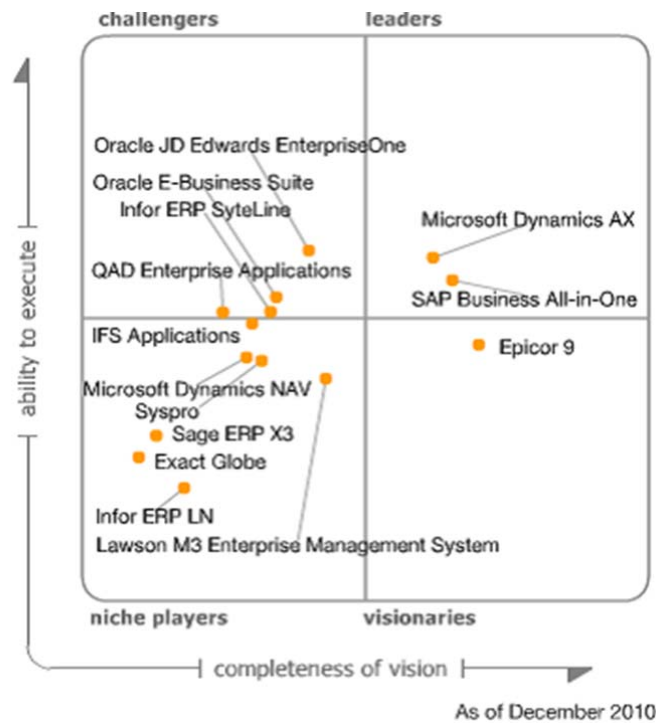 challengers
leaders
Oracle JD Edwards EnterpriseOne
Oracle E-Business Suite
Infor ERP SyteLine
Microsoft Dynamics AX
QAD Enterprise Applications
SAP Business All-in-One
IFS Applications
Epicor 9
Microsoft Dynamics NAV
Syspro
Sage ERP X3
Exact Globe
Infor ERP LN
Lawson M3 Enterprise Management System
niche players
visionaries
ability to execute
completeness of vision
As of December 2010